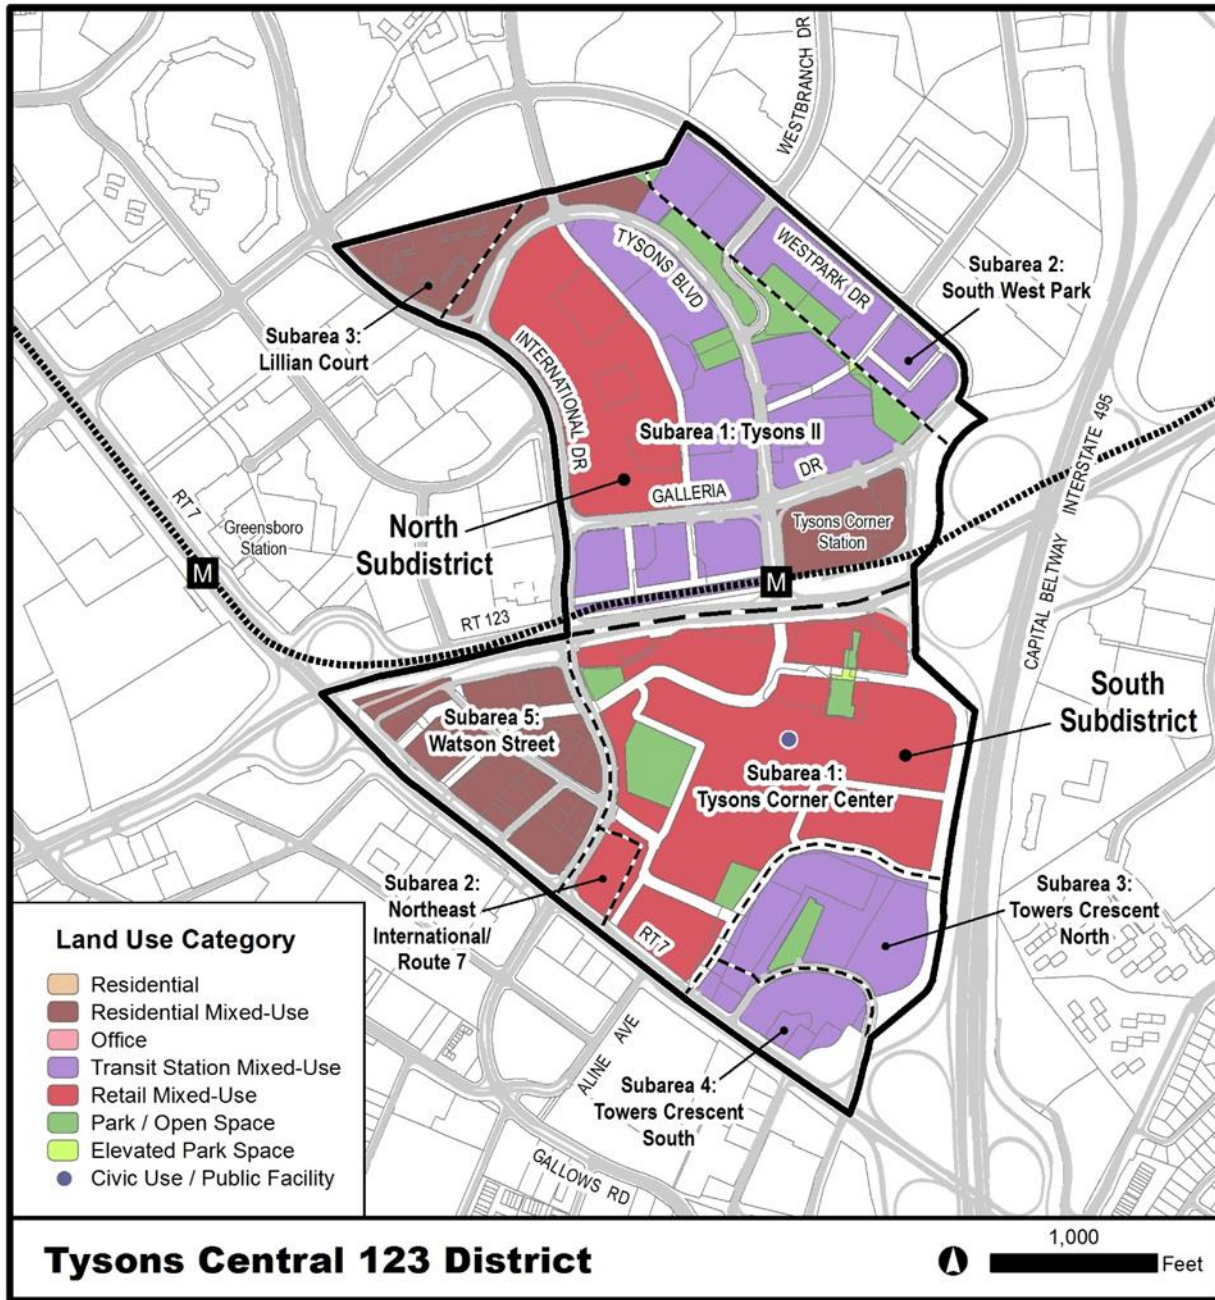 WESTBRANCH DR
TYSONS BLVD
WESTPARK DR
Subarea 2:
South West Park
Subarea 3:
Lillian Court
INTERNATIONAL DR
Subarea 1: Tysons II
GALLERIA DR
Tysons Corner
Station
North
Subdistrict
RT 7
Greensboro
Station
M
M
RT 123
CAPITAL BELTWAY INTERSTATE 495
South
Subdistrict
Subarea 5:
Watson Street
Subarea 1:
Tysons Corner Center
Subarea 2:
Northeast
International/
Route 7
RT 7
Subarea 3:
Towers Crescent
North
Subarea 4:
Towers Crescent
South
ALINE AVE
GALLOWS RD
Land Use Category
Residential
Residential Mixed-Use
Office
Transit Station Mixed-Use
Retail Mixed-Use
Park / Open Space
Elevated Park Space
Civic Use / Public Facility
Tysons Central 123 District
1,000
Feet